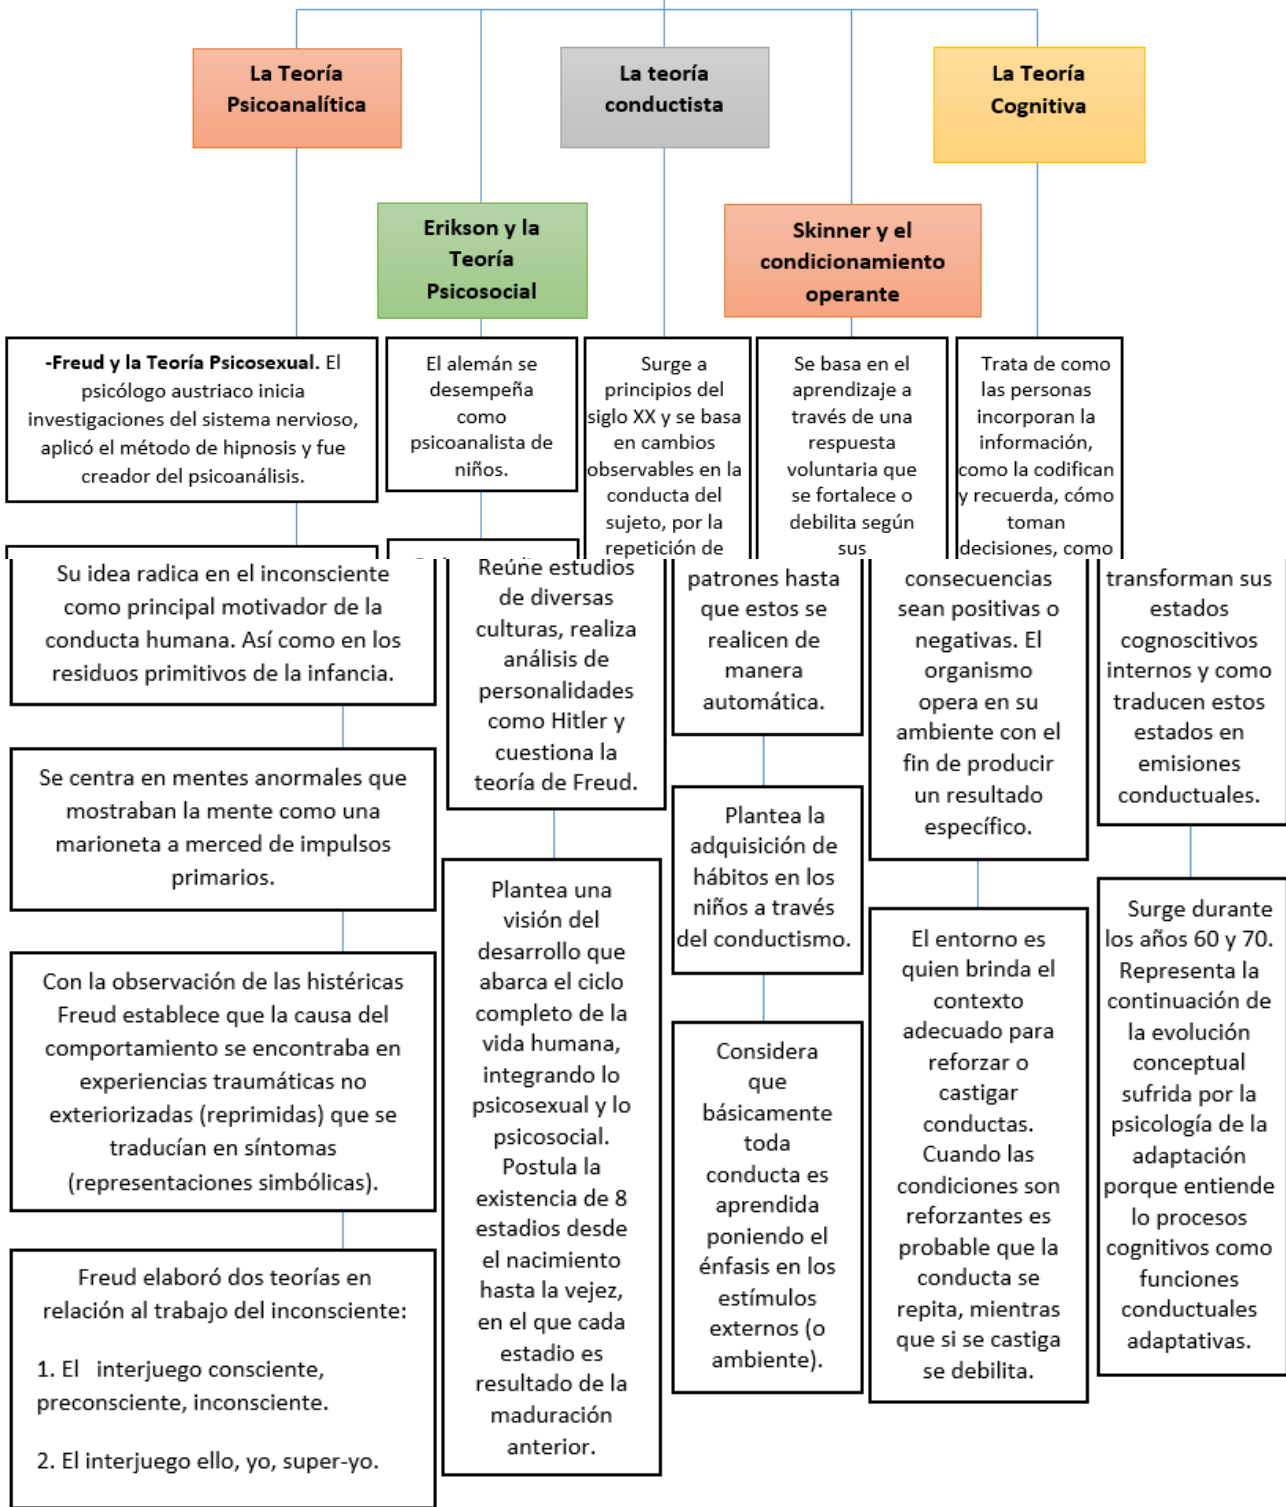 La Teoría
Psicoanalítica
La teoría
conductista
La Teoría
Cognitiva
Erikson y la
Teoría
Psicosocial
Skinner y el
condicionamiento
operante
-Freud y la Teoría Psicosexual. El
psicólogo austriaco inicia
investigaciones del sistema nervioso,
aplicó el método de hipnosis y fue
creador del psicoanálisis.
Su idea radica en el inconsciente
como principal motivador de la
conducta humana. Así como en los
residuos primitivos de la infancia.
Se centra en mentes anormales que
mostraban la mente como una
marioneta a merced de impulsos
primarios.
Con la observación de las histéricas
Freud establece que la causa del
comportamiento se encontraba en
experiencias traumáticas no
exteriorizadas (reprimidas) que se
traducían en síntomas
(representaciones simbólicas).
Freud elaboró dos teorías en
relación al trabajo del inconsciente:
1. El interjuego consciente,
preconsciente, inconsciente.
2. El interjuego ello, yo, super-yo.
El alemán se
desempeña
como
psicoanalista de
niños.
Reúne estudios
de diversas
culturas, realiza
análisis de
personalidades
como Hitler y
cuestiona la
teoría de Freud.
Plantea una
visión del
desarrollo que
abarca el ciclo
completo de la
vida humana,
integrando lo
psicosexual y lo
psicosocial.
Postula la
existencia de 8
estadios desde
el nacimiento
hasta la vejez,
en el que cada
estadio es
resultado de la
maduración
anterior.
Surge a
principios del
siglo XX y se basa
en cambios
observables en la
conducta del
sujeto, por la
repetición de
patrones hasta
que estos se
realicen de
manera
automática.
Plantea la
adquisición de
hábitos en los
niños a través
del conductismo.
Considera
que
básicamente
toda
conducta es
aprendida
poniendo el
énfasis en los
estímulos
externos (o
ambiente).
Se basa en el
aprendizaje a
través de una
respuesta
voluntaria que
se fortalece o
debilita según
sus
consecuencias
sean positivas o
negativas. El
organismo
opera en su
ambiente con el
fin de producir
un resultado
específico.
El entorno es
quien brinda el
contexto
adecuado para
reforzar o
castigar
conductas.
Cuando las
condiciones son
reforzantes es
probable que la
conducta se
repita, mientras
que si se castiga
se debilita.
Trata de como
las personas
incorporan la
información,
como la codifican
y recuerda, cómo
toman
decisiones, como
transforman sus
estados
cognoscitivos
internos y como
traducen estos
estados en
emisiones
conductuales.
Surge durante
los años 60 y 70.
Representa la
continuación de
la evolución
conceptual
sufrida por la
psicología de la
adaptación
porque entiende
lo procesos
cognitivos como
funciones
conductuales
adaptativas.